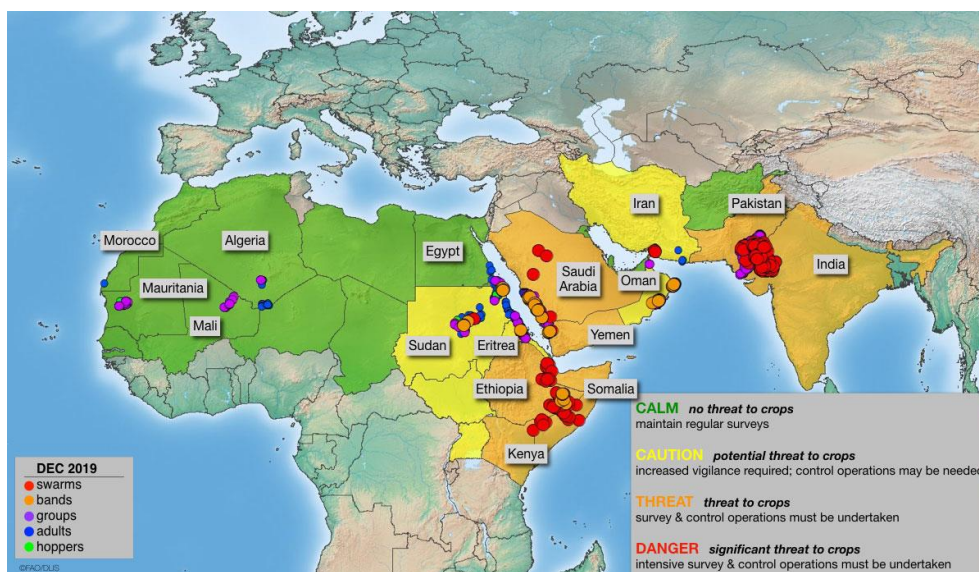 Morocco
Algeria
Egypt
Mauritania
Mali
Sudan
Eritrea
Ethiopia
Kenya
Somalia
Yemen
Saudi
Arabia
Oman
Iran
Pakistan
India
DEC 2019
swarms
bands
groups
adults
hoppers
©FAO/DLIS
CALM no threat to crops
maintain regular surveys
CAUTION potential threat to crops
increased vigilance required; control operations may be needed
THREAT threat to crops
survey & control operations must be undertaken
DANGER significant threat to crops
intensive survey & control operations must be undertaken